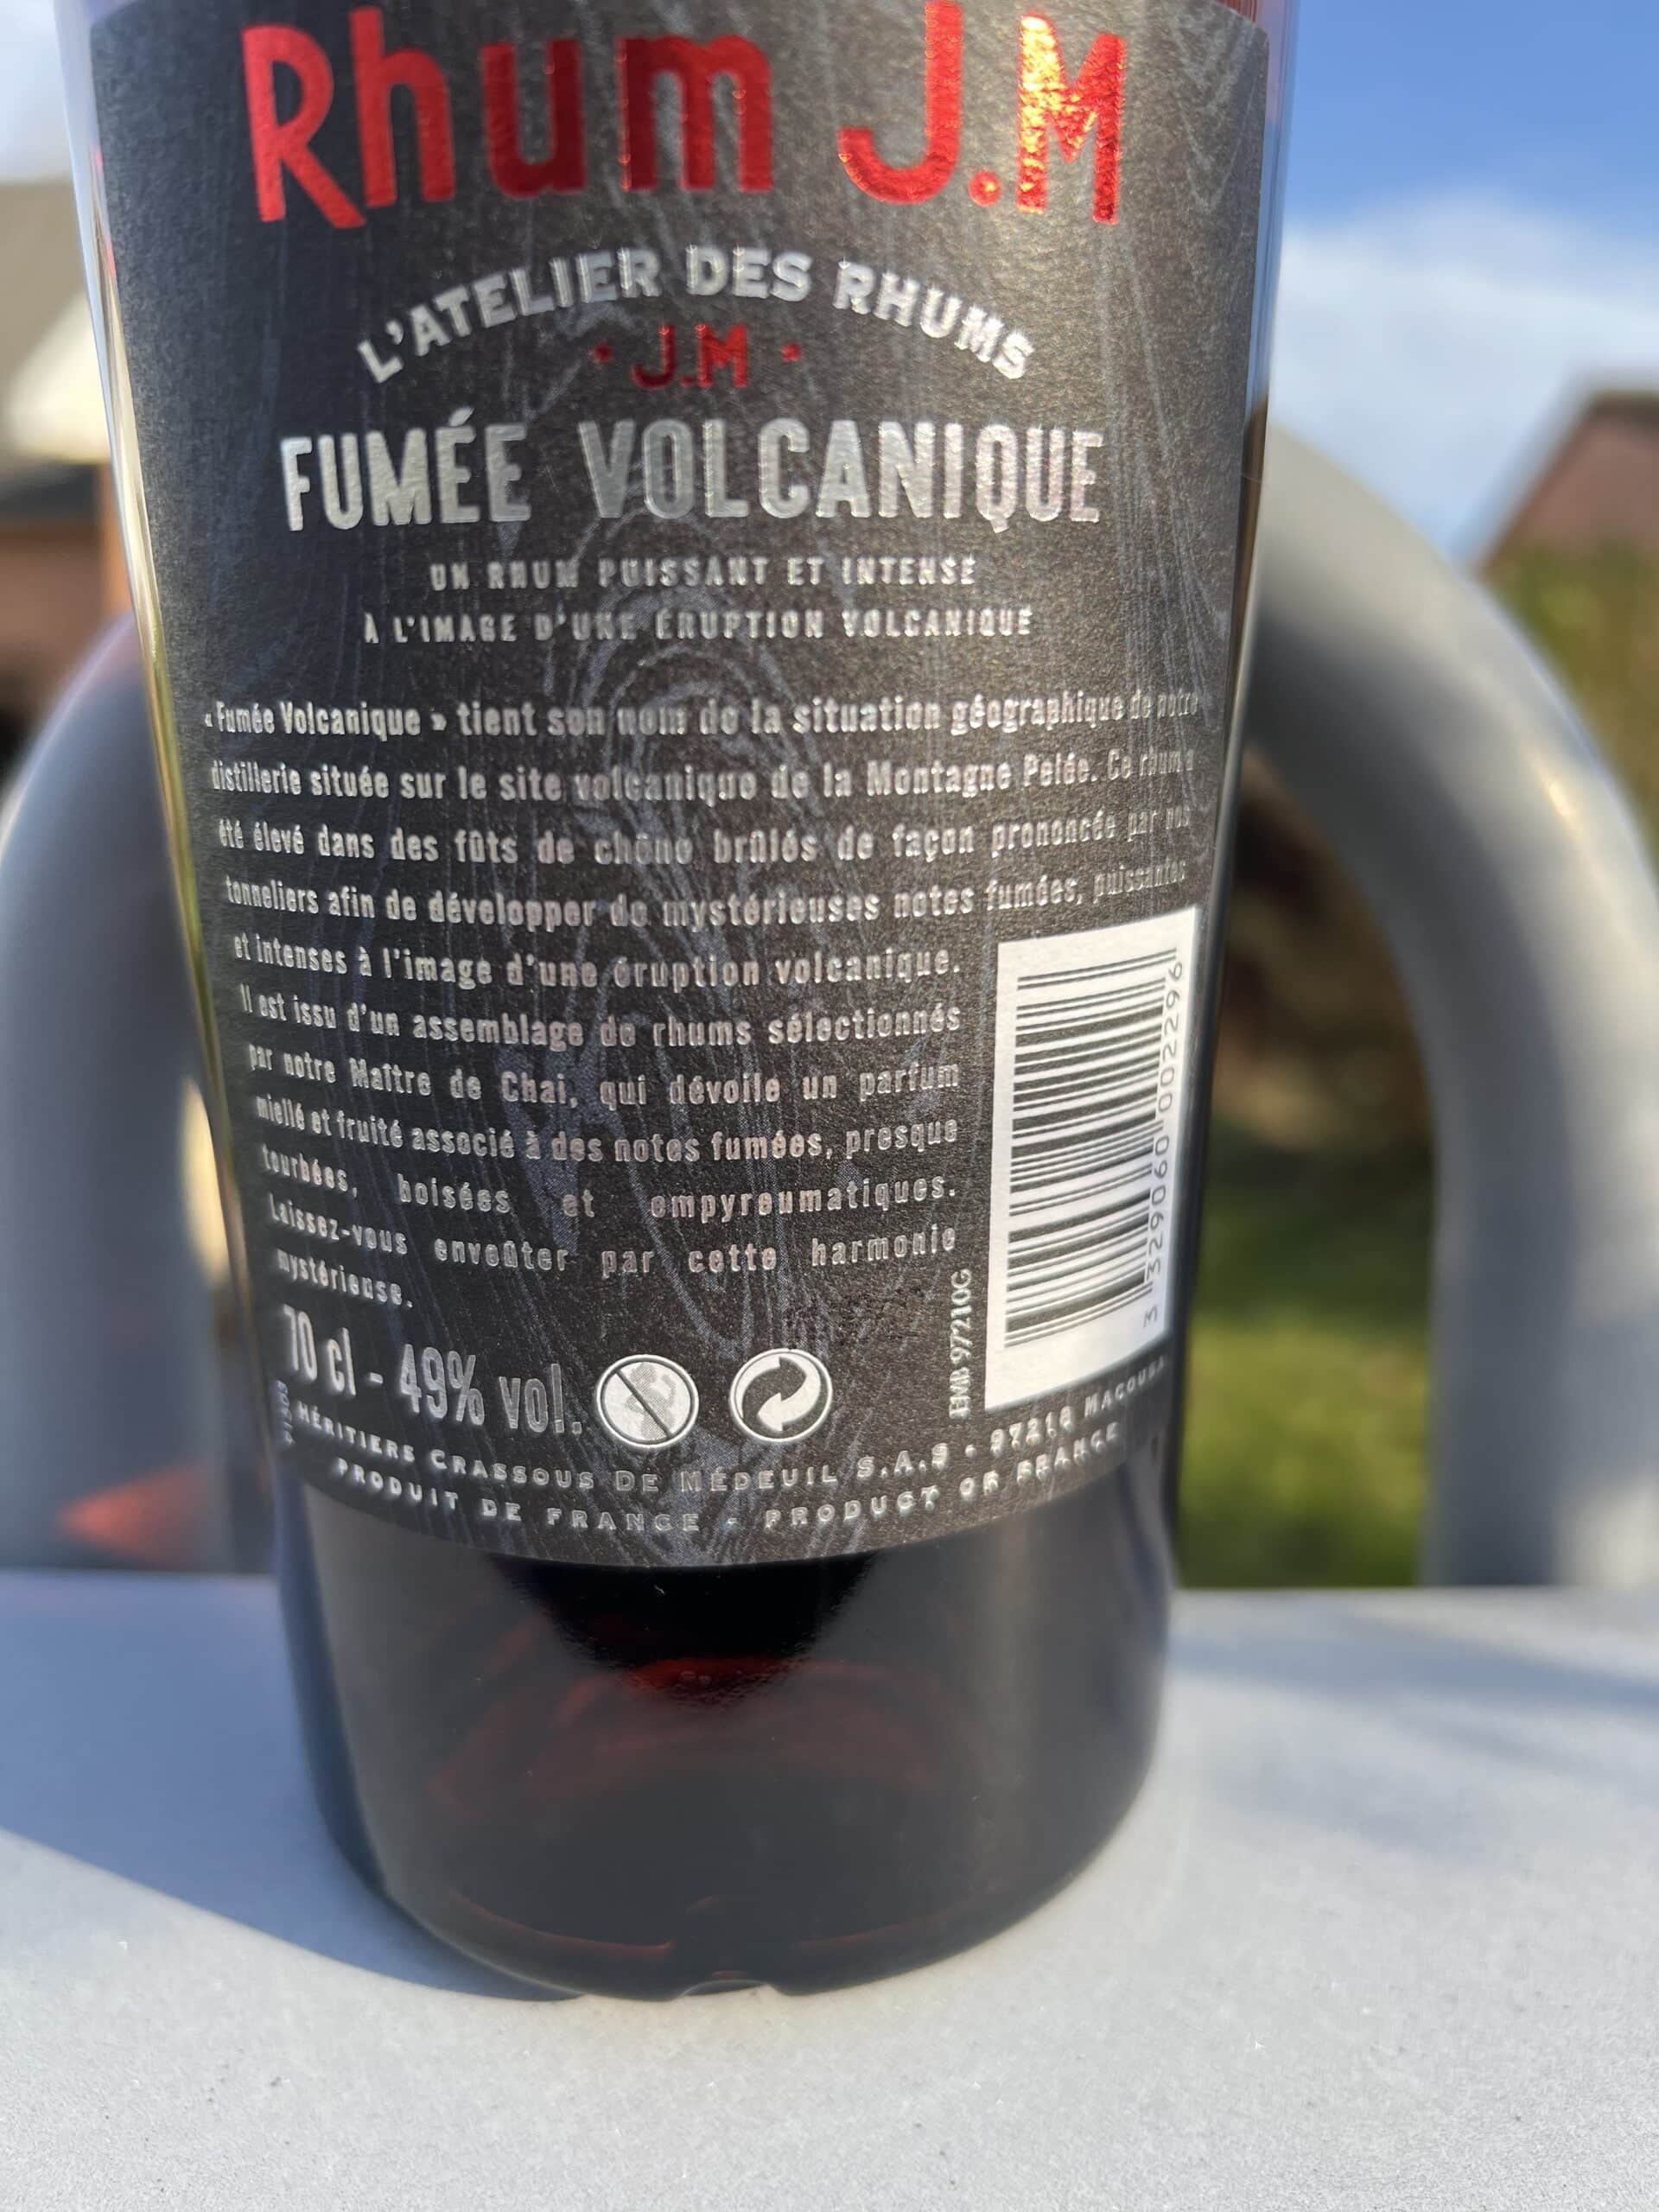 Rhum J.M
L'ATELIER DES RHUMS
• J.M •
FUMÉE VOLCANIQUE
UN RHUM PUISSANT ET INTENSE
À L'IMAGE D'UNE ÉRUPTION VOLCANIQUE
« Fumée Volcanique » tient son nom de la situation géographique de notre
distillerie située sur le site volcanique de la Montagne Pelée. Ce rhum a
été élevé dans des fûts de chêne brûlés de façon prononcée par nos
tonneliers afin de développer de mystérieuses notes fumées, puissantes
et intenses à l'image d'une éruption volcanique.
Il est issu d'un assemblage de rhums sélectionnés
par notre Maître de Chai, qui dévoile un parfum
miellé et fruité associé à des notes fumées, presque
tourbées, boisées et empyreumatiques.
Laissez-vous envoûter par cette harmonie
mystérieuse.
70 cl - 49% vol.
EMB 97210G
3 329060 002296
HÉRITIERS CRASSOUS DE MÉDEUIL S.A.S - 97218 MACOUBA
PRODUIT DE FRANCE - PRODUCT OF FRANCE